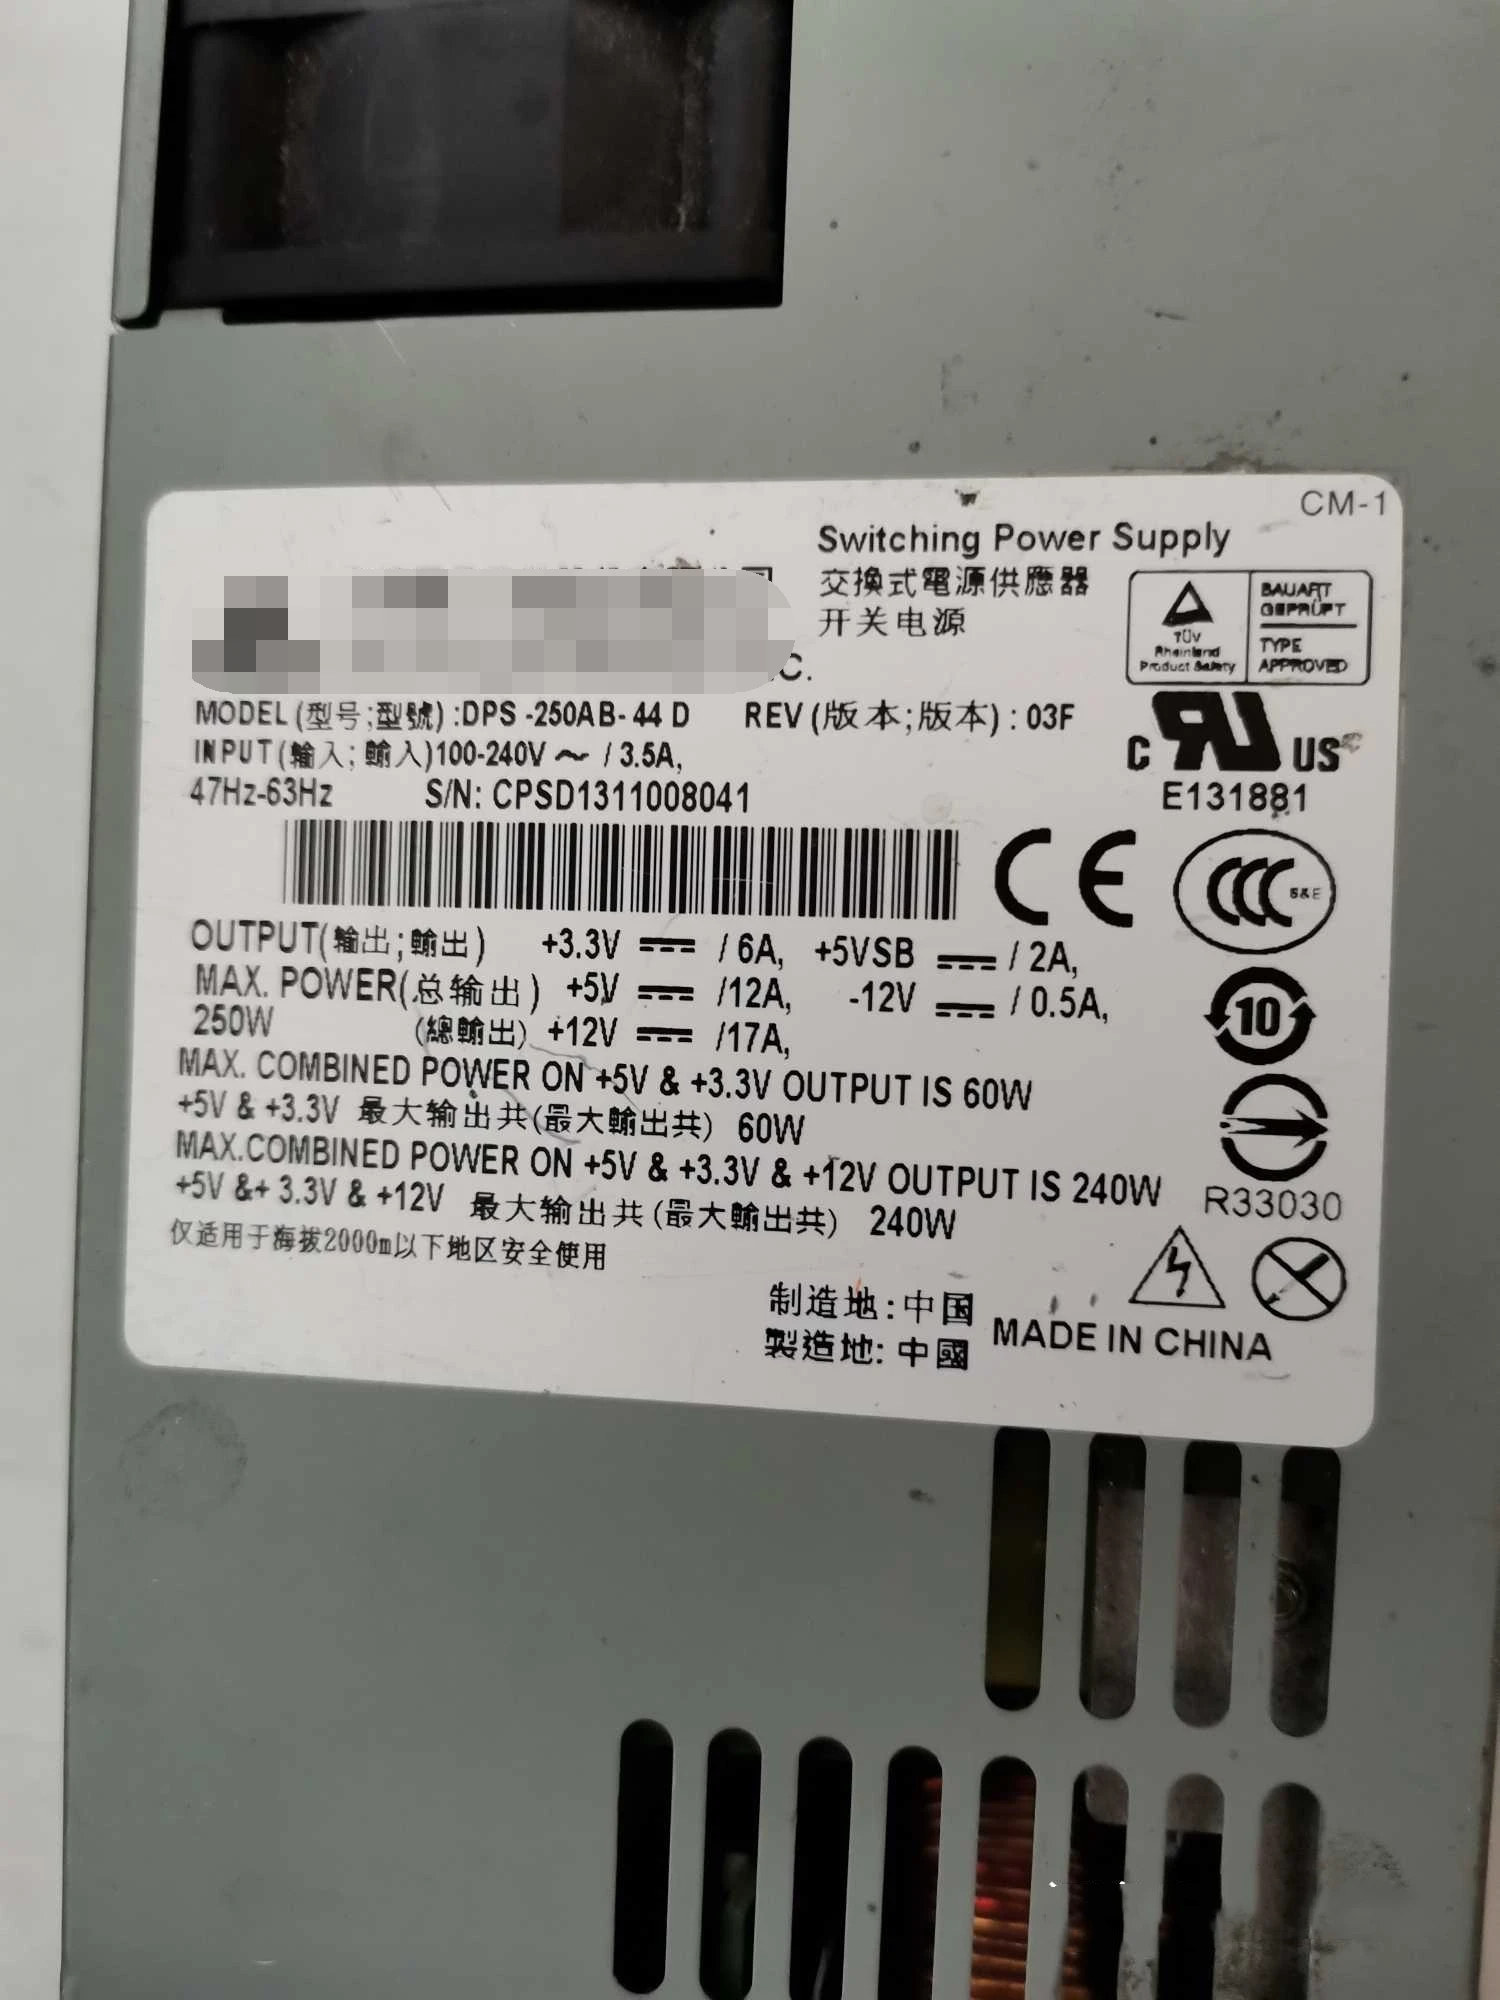 CM-1
Switching Power Supply
交換式電源供應器
开关电源
C.
TÜV
Rheinland
Product Safety
BAUART
GEPRÜFT
TYPE
APPROVED
MODEL(型号;型號):DPS-250AB-44 D REV(版本;版本):03F
INPUT(输入;輸入)100-240V～ / 3.5A,
47Hz-63Hz S/N: CPSD1311008041
C US
E131881
CE
CCC S&E
OUTPUT(输出;輸出) +3.3V / 6A, +5VSB / 2A,
MAX. POWER(总输出) +5V /12A, -12V / 0.5A,
250W (總輸出) +12V /17A,
10
MAX. COMBINED POWER ON +5V & +3.3V OUTPUT IS 60W
+5V & +3.3V 最大输出共(最大輸出共) 60W
MAX.COMBINED POWER ON +5V & +3.3V & +12V OUTPUT IS 240W
+5V &+ 3.3V & +12V 最大输出共(最大輸出共) 240W
R33030
仅适用于海拔2000m以下地区安全使用
制造地:中国
製造地:中國
MADE IN CHINA